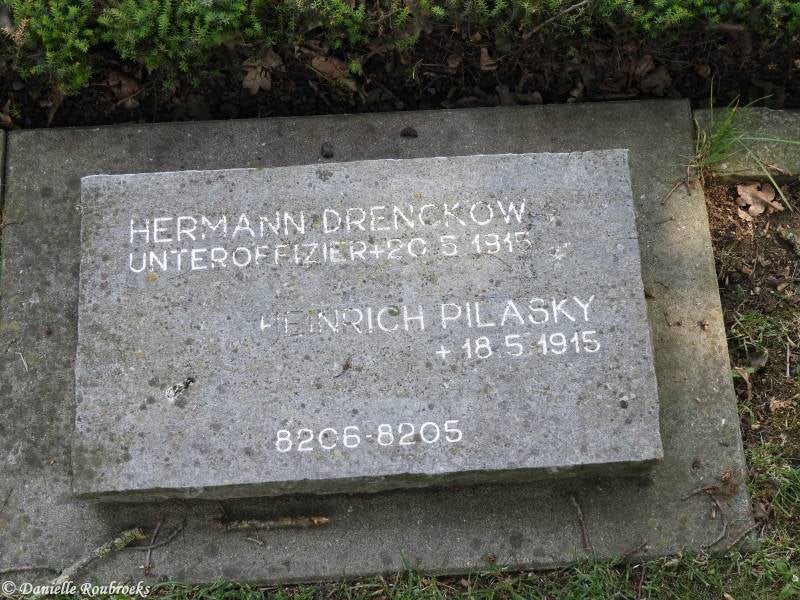 HERMANN DRENCKOW
UNTEROFFIZIER+20.5.1915
HEINRICH PILASKY
+ 18.5.1915
8206-8205
© Danielle Roubroeks